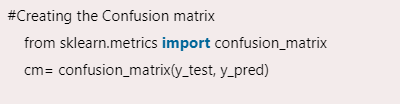 #Creating the Confusion matrix
from sklearn.metrics import confusion_matrix
cm= confusion_matrix(y_test, y_pred)